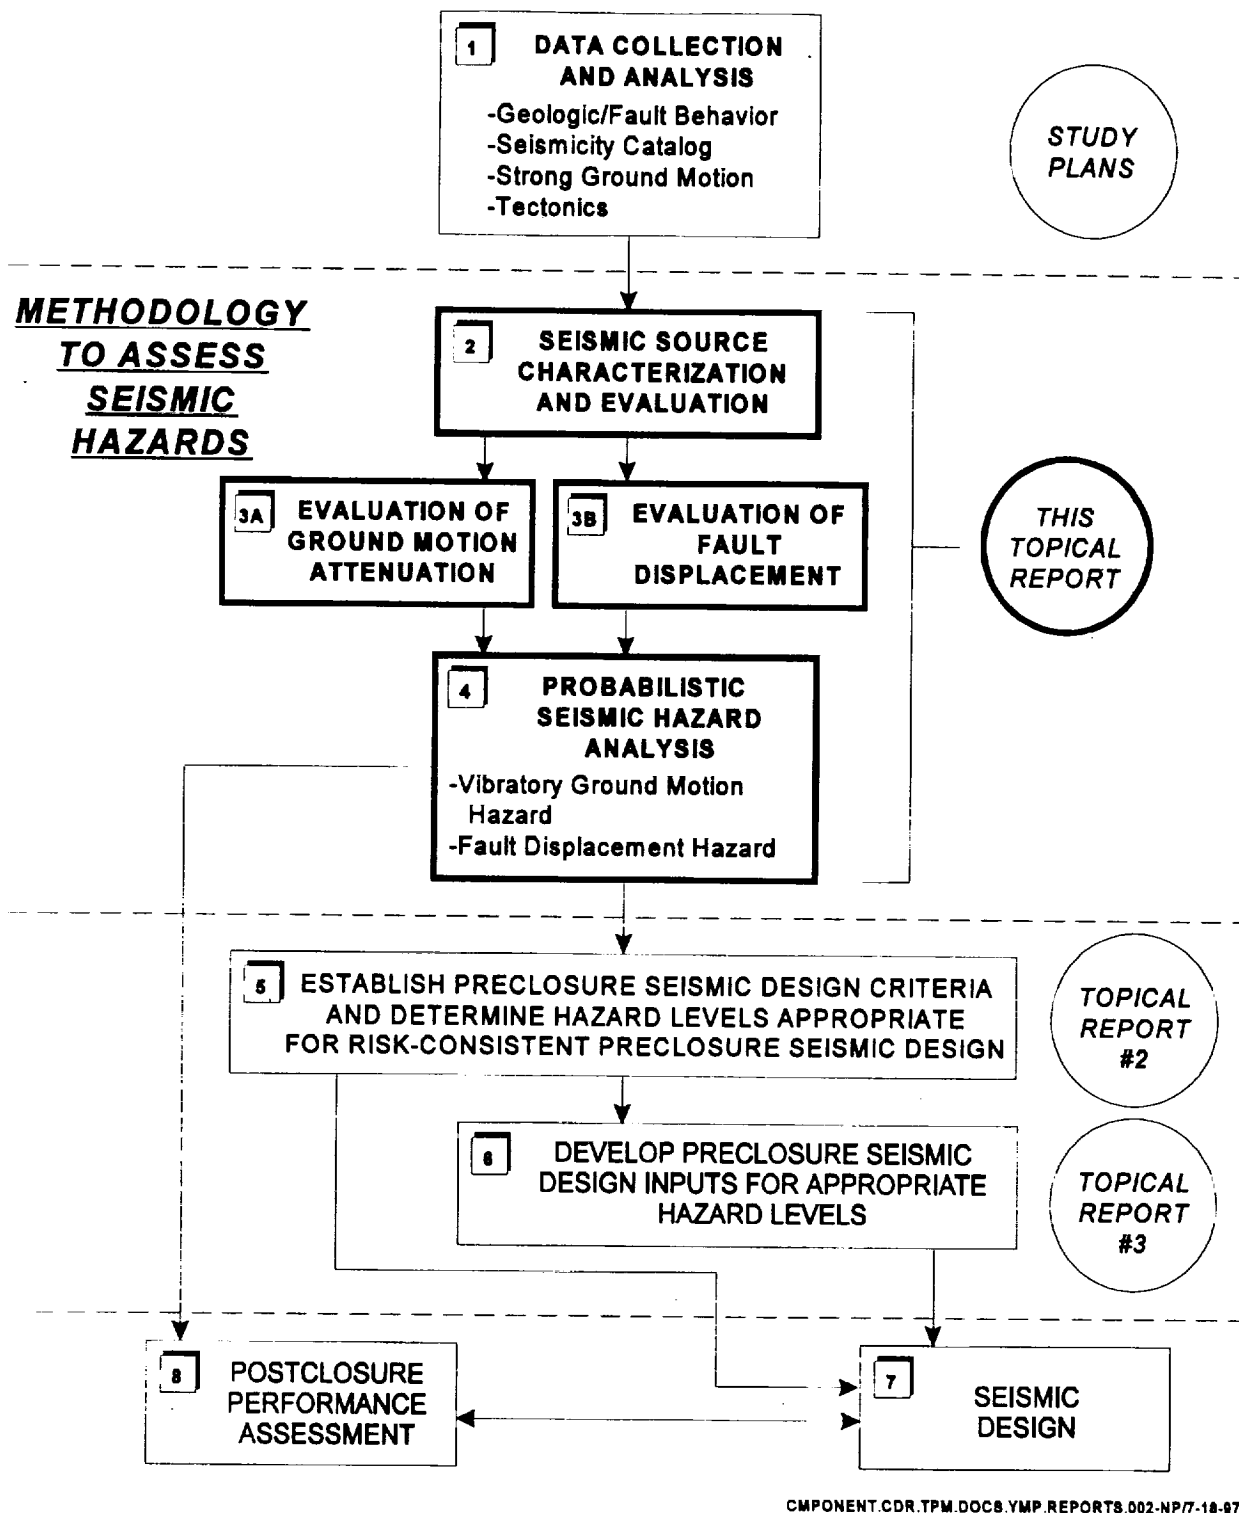 1
DATA COLLECTION
AND ANALYSIS
-Geologic/Fault Behavior
-Seismicity Catalog
-Strong Ground Motion
-Tectonics
STUDY
PLANS
METHODOLOGY
TO ASSESS
SEISMIC
HAZARDS
2
SEISMIC SOURCE
CHARACTERIZATION
AND EVALUATION
3A
EVALUATION OF
GROUND MOTION
ATTENUATION
3B
EVALUATION OF
FAULT
DISPLACEMENT
THIS
TOPICAL
REPORT
4
PROBABILISTIC
SEISMIC HAZARD
ANALYSIS
-Vibratory Ground Motion
Hazard
-Fault Displacement Hazard
5
ESTABLISH PRECLOSURE SEISMIC DESIGN CRITERIA
AND DETERMINE HAZARD LEVELS APPROPRIATE
FOR RISK-CONSISTENT PRECLOSURE SEISMIC DESIGN
TOPICAL
REPORT
#2
6
DEVELOP PRECLOSURE SEISMIC
DESIGN INPUTS FOR APPROPRIATE
HAZARD LEVELS
TOPICAL
REPORT
#3
8
POSTCLOSURE
PERFORMANCE
ASSESSMENT
7
SEISMIC
DESIGN
CMPONENT.CDR.TPM.DOCS.YMP.REPORTS.002-NP/7-18-97